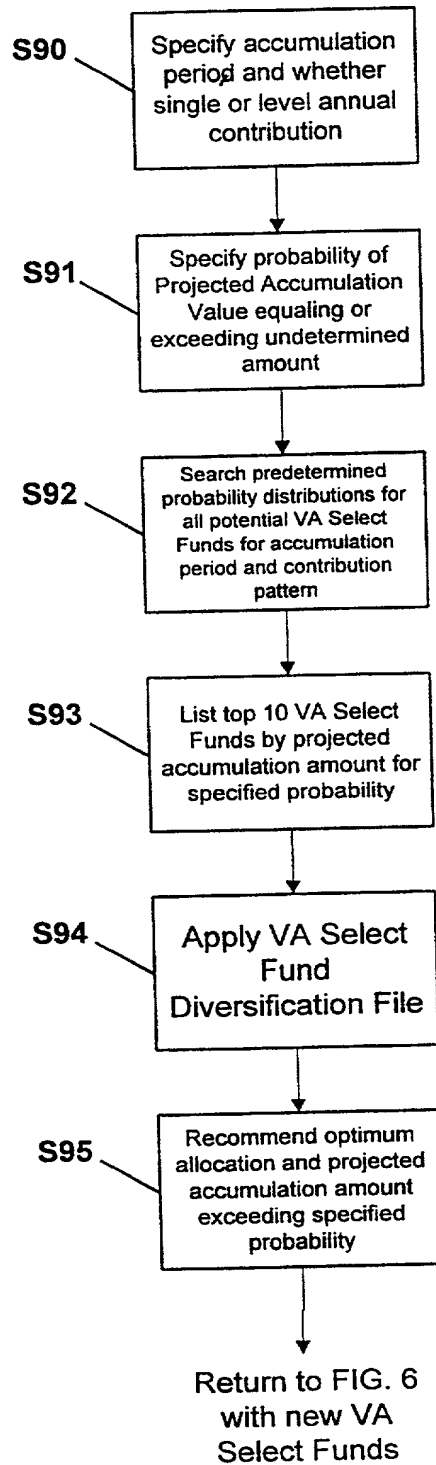 S90
Specify accumulation
period and whether
single or level annual
contribution
S91
Specify probability of
Projected Accumulation
Value equaling or
exceeding undetermined
amount
S92
Search predetermined
probability distributions for
all potential VA Select
Funds for accumulation
period and contribution
pattern
S93
List top 10 VA Select
Funds by projected
accumulation amount for
specified probability
S94
Apply VA Select
Fund
Diversification File
S95
Recommend optimum
allocation and projected
accumulation amount
exceeding specified
probability
Return to FIG. 6
with new VA
Select Funds